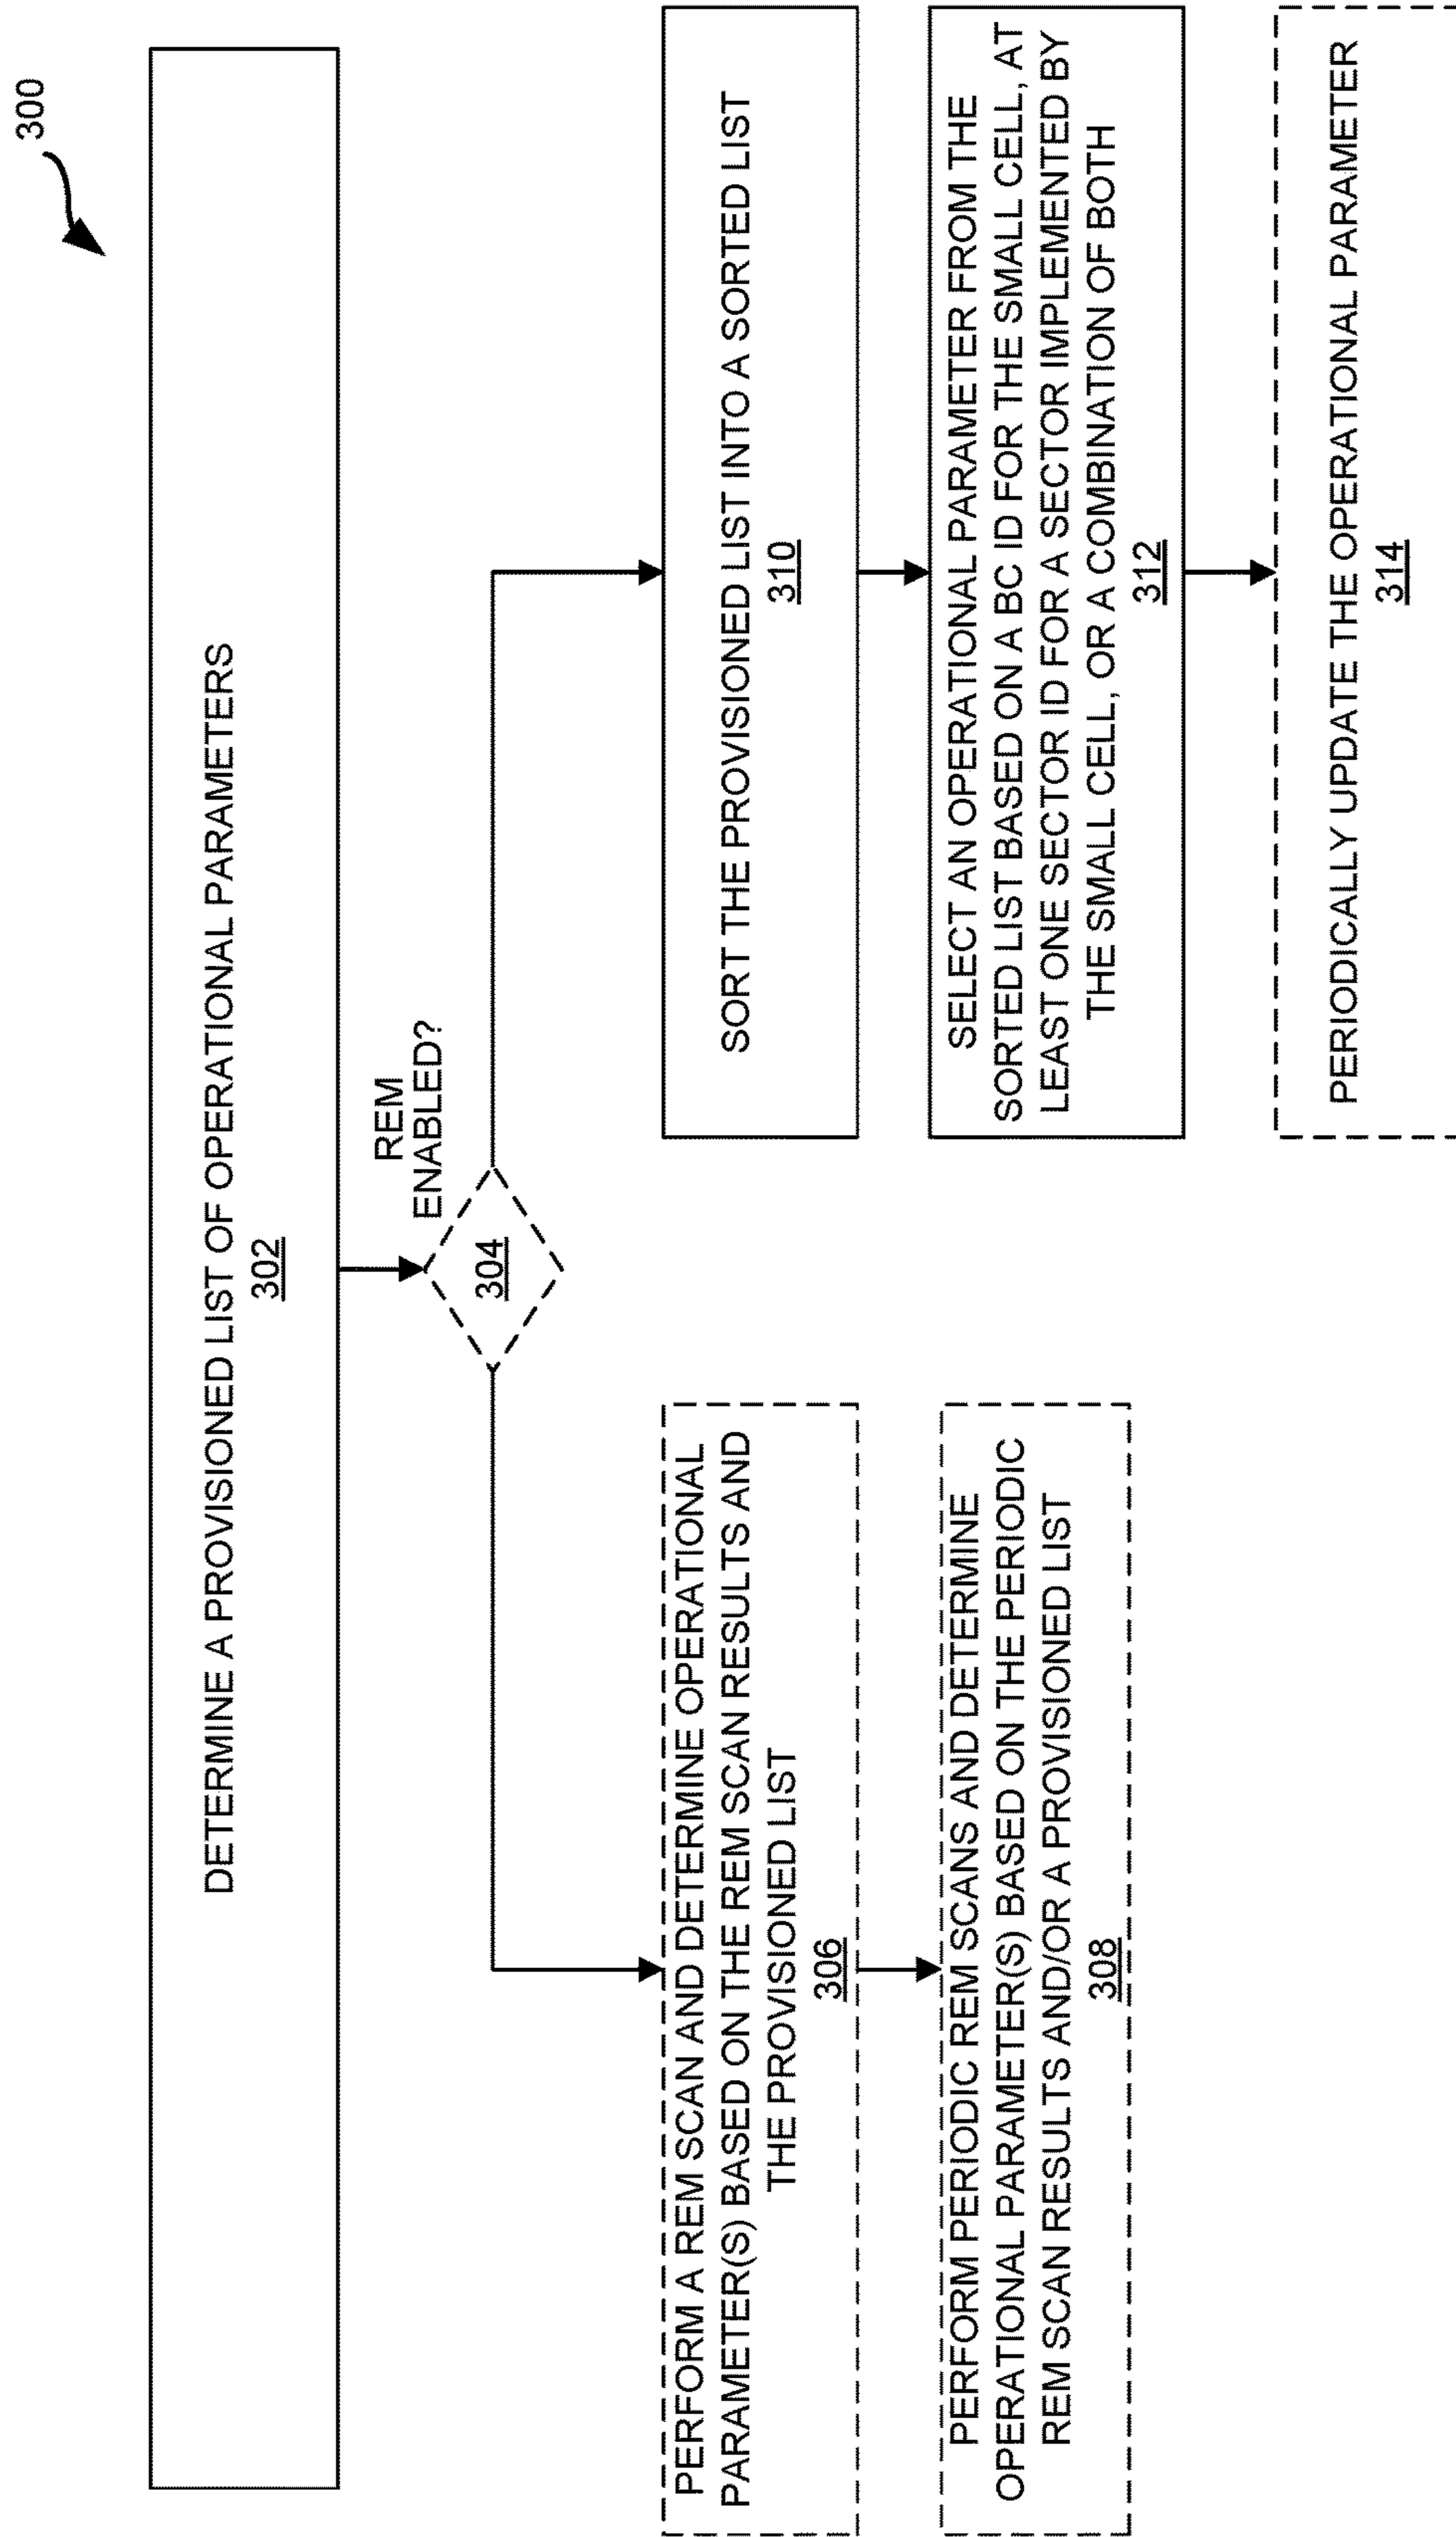 300
DETERMINE A PROVISIONED LIST OF OPERATIONAL PARAMETERS
302
REM
ENABLED?
304
PERFORM A REM SCAN AND DETERMINE OPERATIONAL
PARAMETER(S) BASED ON THE REM SCAN RESULTS AND
THE PROVISIONED LIST
306
PERFORM PERIODIC REM SCANS AND DETERMINE
OPERATIONAL PARAMETER(S) BASED ON THE PERIODIC
REM SCAN RESULTS AND/OR A PROVISIONED LIST
308
SORT THE PROVISIONED LIST INTO A SORTED LIST
310
SELECT AN OPERATIONAL PARAMETER FROM THE
SORTED LIST BASED ON A BC ID FOR THE SMALL CELL, AT
LEAST ONE SECTOR ID FOR A SECTOR IMPLEMENTED BY
THE SMALL CELL, OR A COMBINATION OF BOTH
312
PERIODICALLY UPDATE THE OPERATIONAL PARAMETER
314